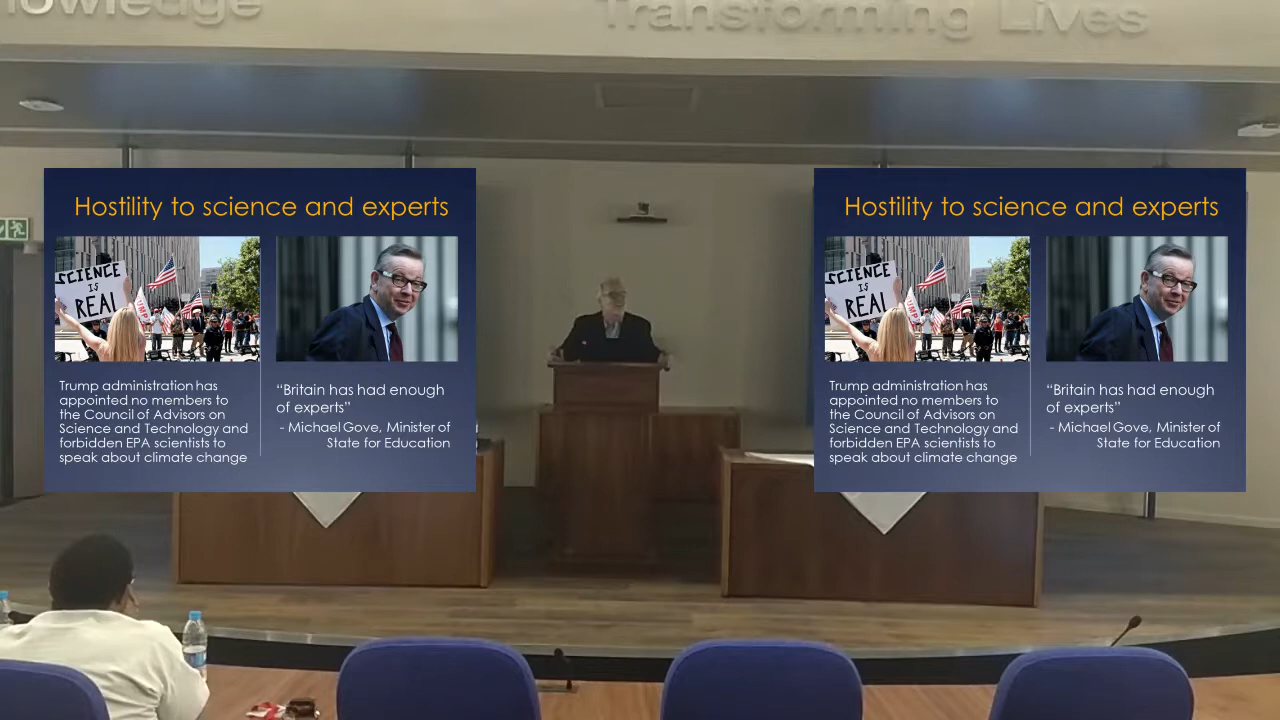 owledge
Transforming Lives
Hostility to science and experts
SCIENCE
IS
REAL
Trump administration has
appointed no members to
the Council of Advisors on
Science and Technology and
forbidden EPA scientists to
speak about climate change
“Britain has had enough
of experts”
- Michael Gove, Minister of
State for Education
Hostility to science and experts
SCIENCE
IS
REAL
Trump administration has
appointed no members to
the Council of Advisors on
Science and Technology and
forbidden EPA scientists to
speak about climate change
“Britain has had enough
of experts”
- Michael Gove, Minister of
State for Education